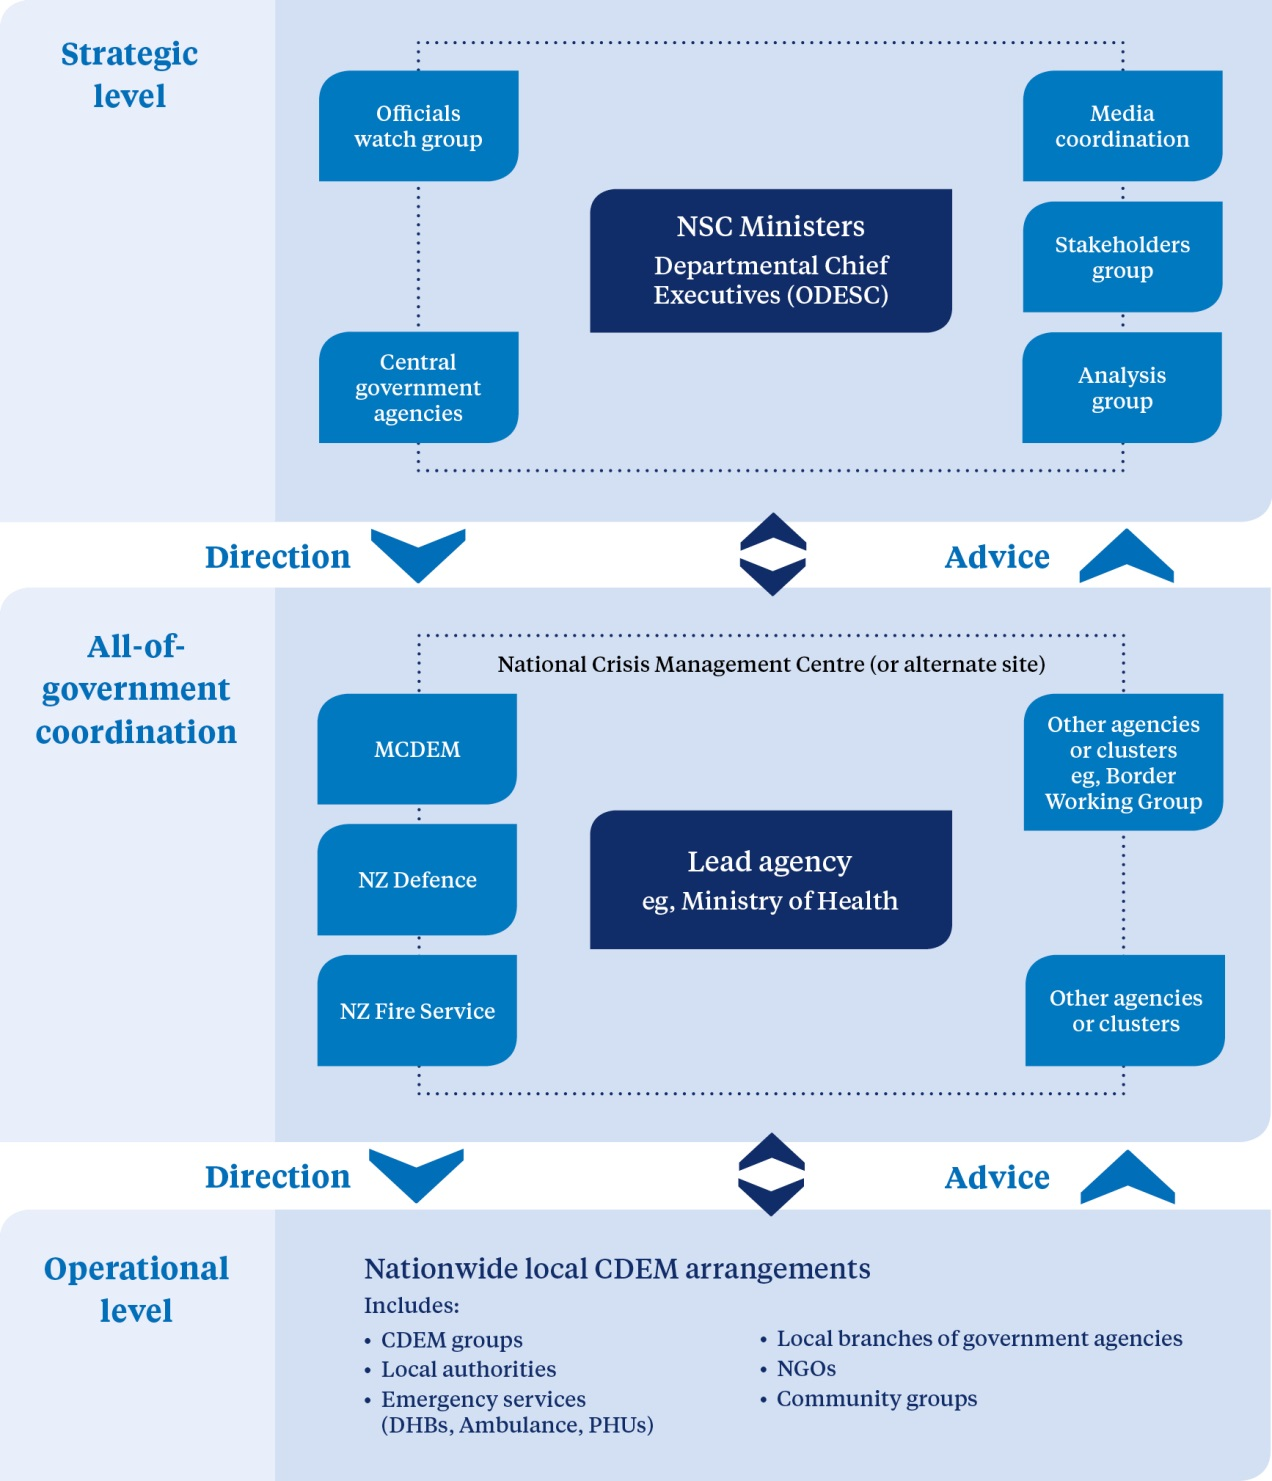 Strategic
level
Officials
watch group
Central
government
agencies
NSC Ministers
Departmental Chief
Executives (ODESC)
Media
coordination
Stakeholders
group
Analysis
group
Direction
Advice
All-of-
government
coordination
National Crisis Management Centre (or alternate site)
MCDEM
NZ Defence
NZ Fire Service
Lead agency
eg, Ministry of Health
Other agencies
or clusters
eg, Border
Working Group
Other agencies
or clusters
Direction
Advice
Operational
level
Nationwide local CDEM arrangements
Includes:
• CDEM groups
• Local authorities
• Emergency services
(DHBs, Ambulance, PHUs)
• Local branches of government agencies
• NGOs
• Community groups